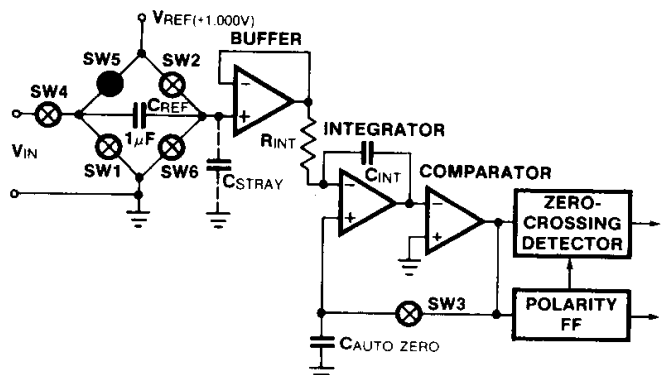 VREF(+1.000V)
BUFFER
SW5
SW2
SW4
CREF
1µF
VIN
SW1
SW6
CSTRAY
RINT
INTEGRATOR
CINT
COMPARATOR
ZERO-
CROSSING
DETECTOR
SW3
POLARITY
FF
CAUTO ZERO